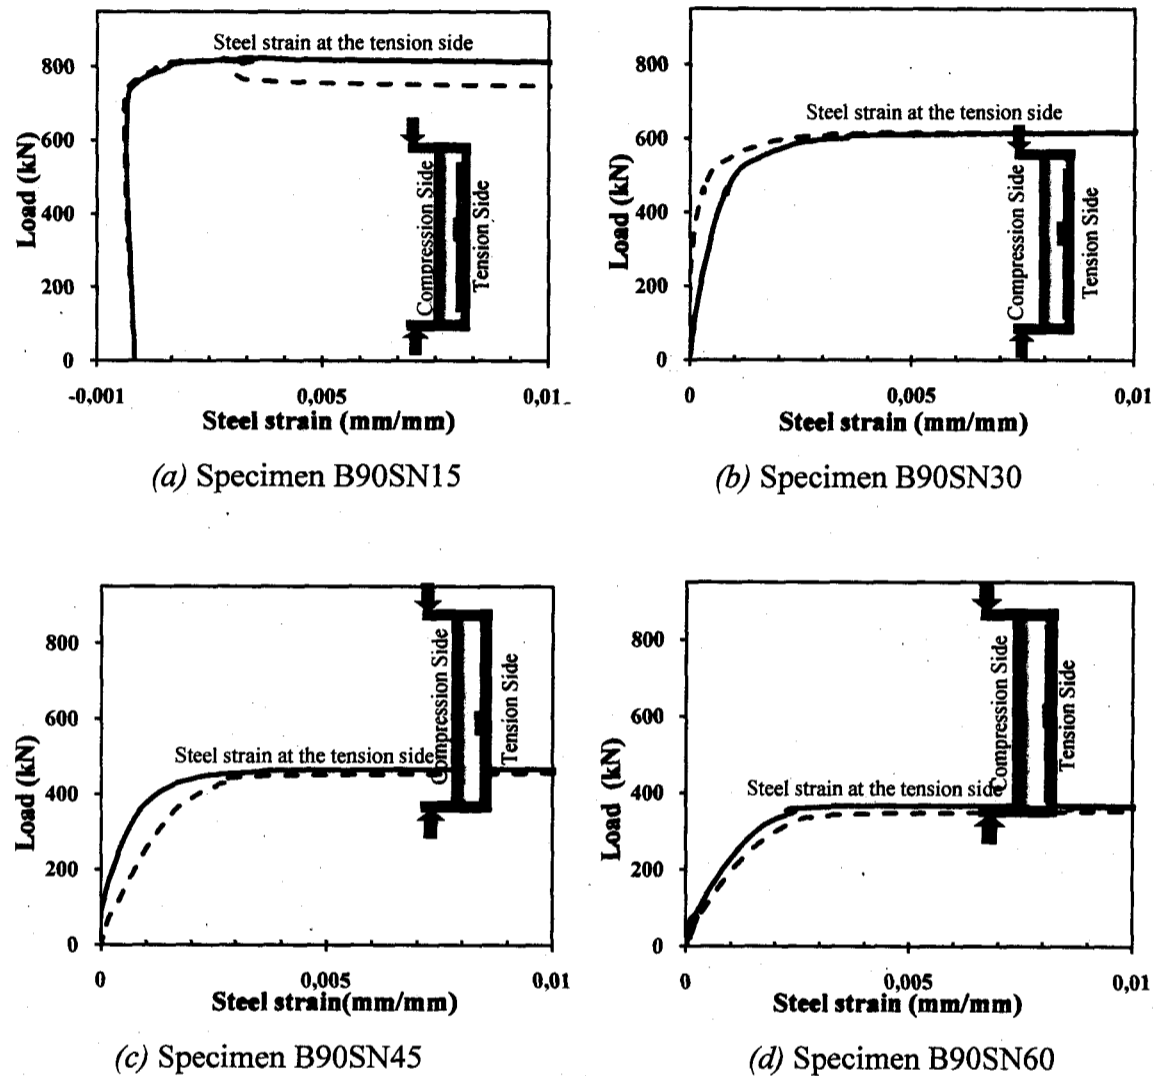 Steel strain at the tension side
800
600
400
200
0
Load (kN)
Compression Side
Tension Side
-0.001
0,005
0,01
Steel strain (mm/mm)
(a) Specimen B90SN15
Steel strain at the tension side
800
600
400
200
0
Load (kN)
Compression Side
Tension Side
0
0,005
0,01
Steel strain (mm/mm)
(b) Specimen B90SN30
Steel strain at the tension side
800
600
400
200
0
Load (kN)
Compression Side
Tension Side
0
0,005
0,01
Steel strain(mm/mm)
(c) Specimen B90SN45
Steel strain at the tension side
800
600
400
200
0
Load (kN)
Compression Side
Tension Side
0
0,005
0,01
Steel strain (mm/mm)
(d) Specimen B90SN60